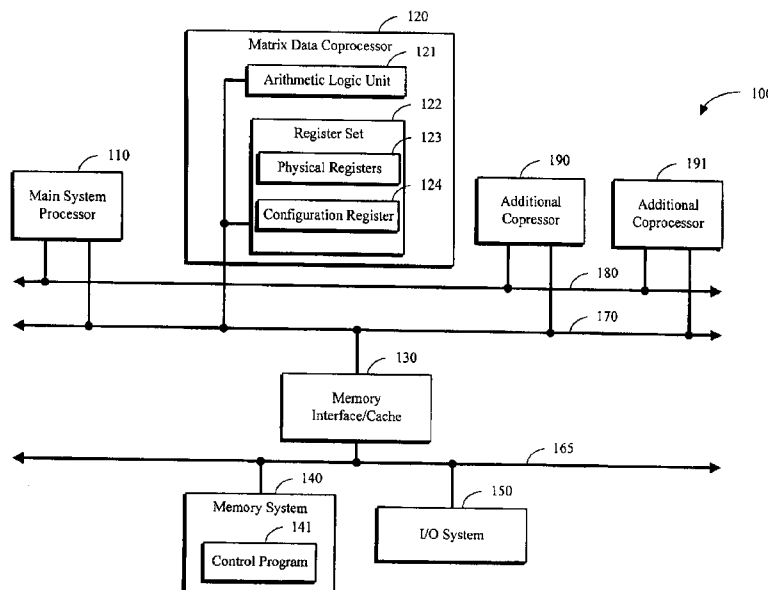 120
Matrix Data Coprocessor
121
Arithmetic Logic Unit
122
Register Set
123
Physical Registers
124
Configuration Register
100
110
Main System
Processor
190
Additional
Copressor
191
Additional
Coprocessor
180
170
130
Memory
Interface/Cache
165
140
Memory System
141
Control Program
150
I/O System